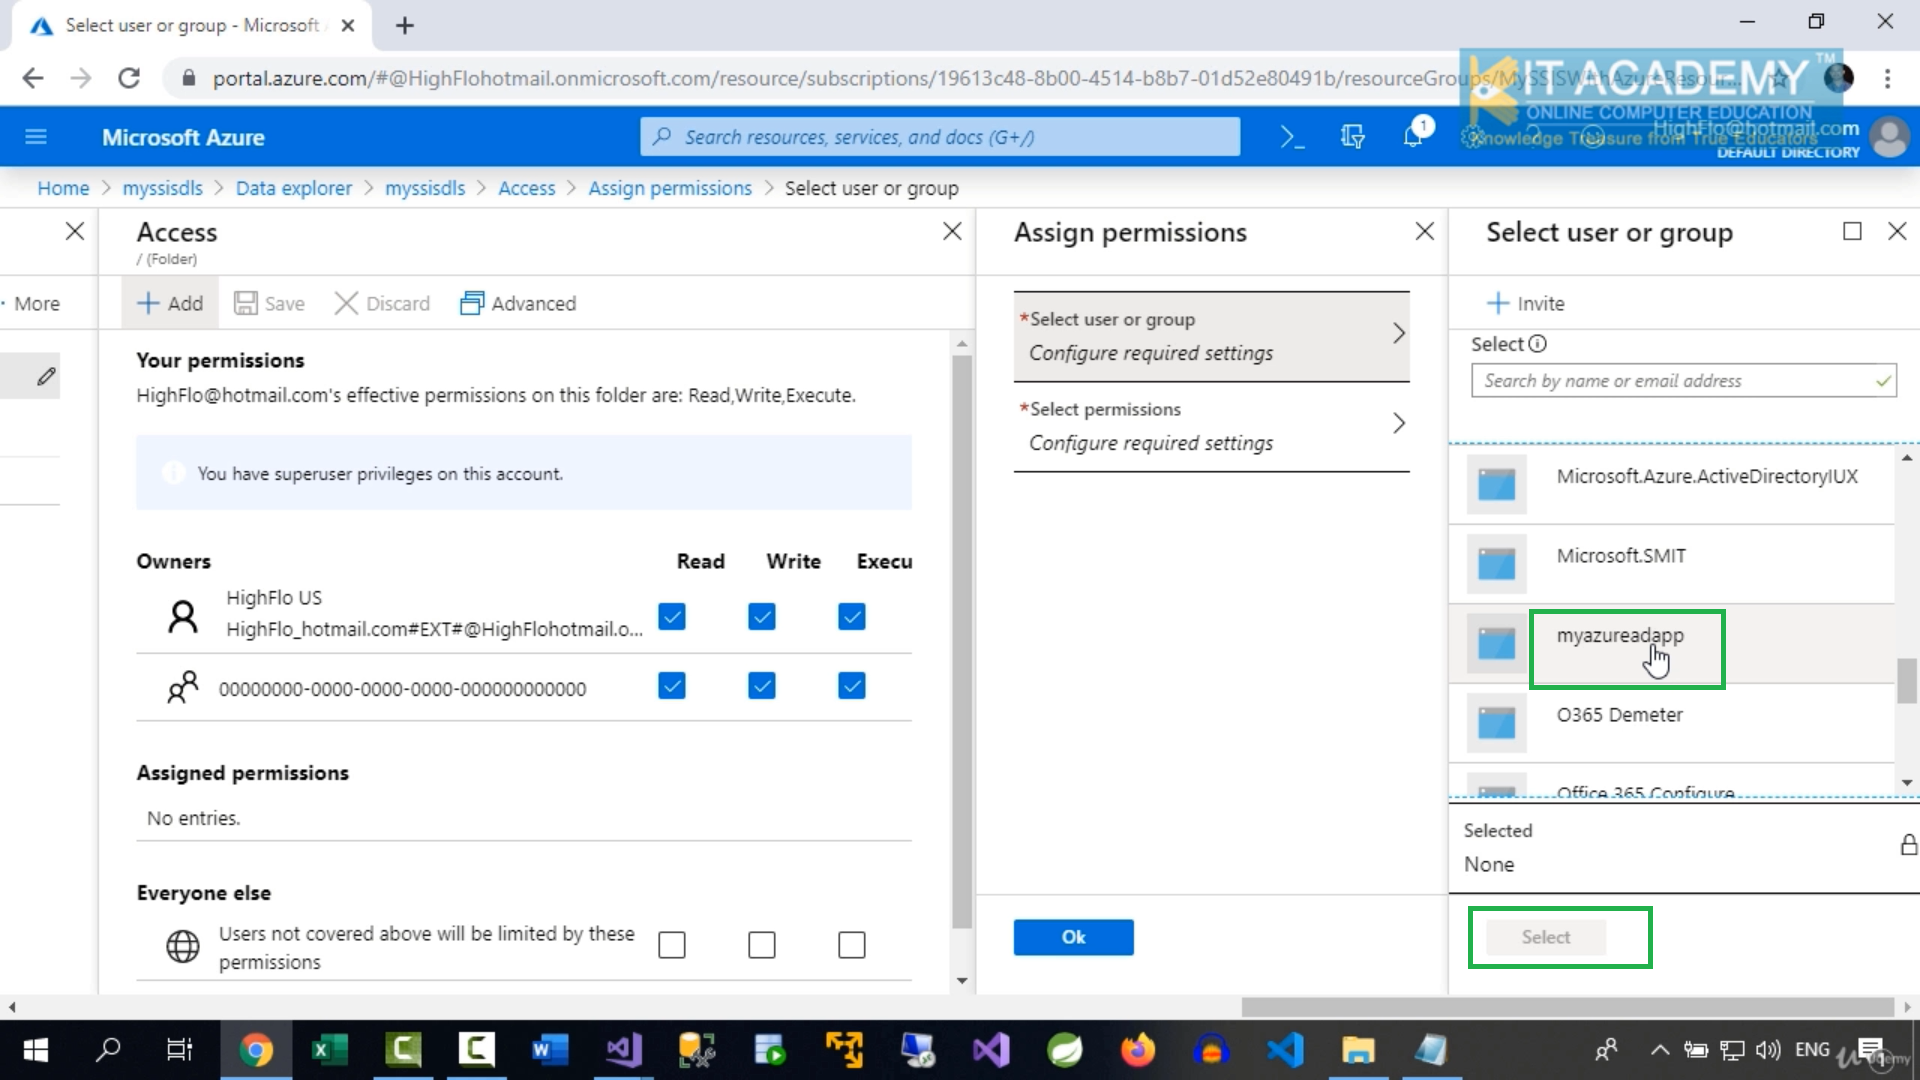 Select user or group - Microsoft
portal.azure.com/#@HighFlohotmail.onmicrosoft.com/resource/subscriptions/19613c48-8b00-4514-b8b7-01d52e80491b/resourceGroups/MySSISWithAzureResour...
IT ACADEMY
TM
ONLINE COMPUTER EDUCATION
Knowledge Treasure from True Educators
Microsoft Azure
Search resources, services, and docs (G+/)
1
HighFlo@hotmail.com
DEFAULT DIRECTORY
Home > myssisdls > Data explorer > myssisdls > Access > Assign permissions > Select user or group
Access
/ (Folder)
Assign permissions
Select user or group
More
Add
Save
Discard
Advanced
Invite
Your permissions
HighFlo@hotmail.com's effective permissions on this folder are: Read,Write,Execute.
You have superuser privileges on this account.
Owners Read Write Execu
HighFlo US
HighFlo_hotmail.com#EXT#@HighFlohotmail.o...
00000000-0000-0000-0000-000000000000
Assigned permissions
No entries.
Everyone else
Users not covered above will be limited by these
permissions
*Select user or group
Configure required settings
*Select permissions
Configure required settings
Ok
Select
Search by name or email address
Microsoft.Azure.ActiveDirectoryIUX
Microsoft.SMIT
myazureadapp
O365 Demeter
Office 365 Configure
Selected
None
Select
ENG
udemy